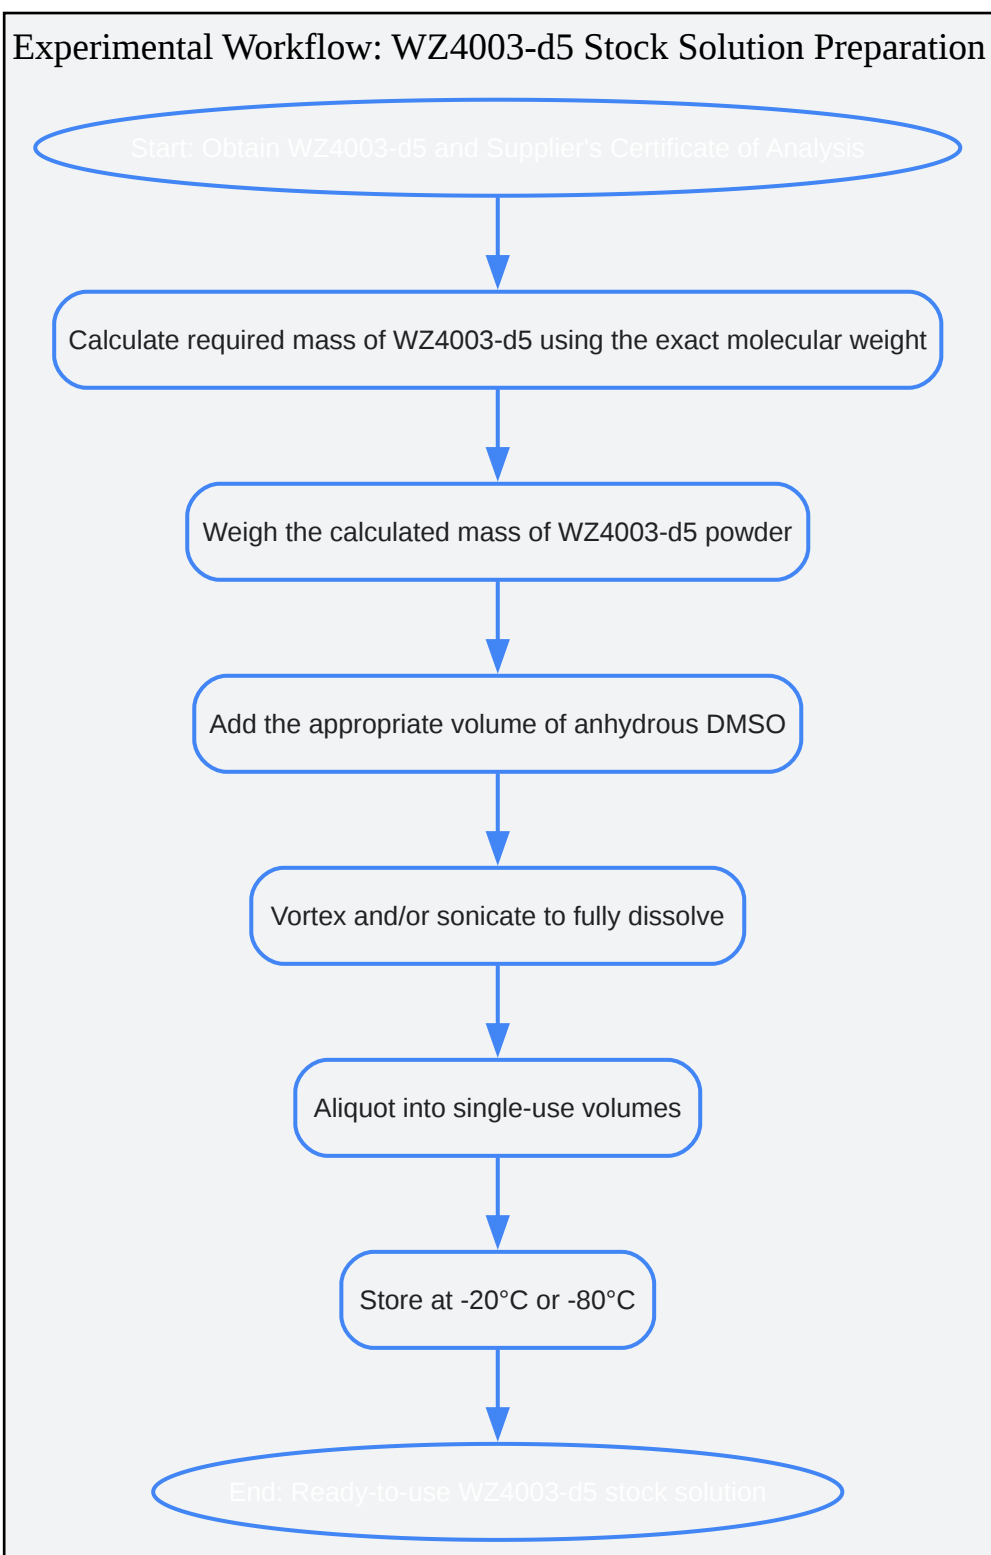 Experimental Workflow: WZ4003-d5 Stock Solution Preparation
Start: Obtain WZ4003-d5 and Supplier's Certificate of Analysis
Calculate required mass of WZ4003-d5 using the exact molecular weight
Weigh the calculated mass of WZ4003-d5 powder
Add the appropriate volume of anhydrous DMSO
Vortex and/or sonicate to fully dissolve
Aliquot into single-use volumes
Store at -20°C or -80°C
End: Ready-to-use WZ4003-d5 stock solution